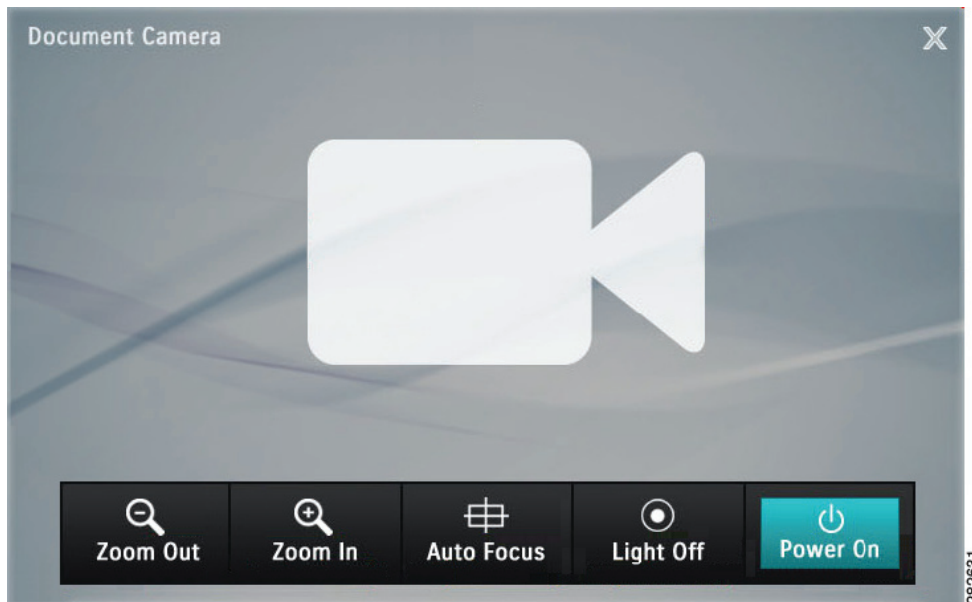 Document Camera
Zoom Out
Zoom In
Auto Focus
Light Off
Power On